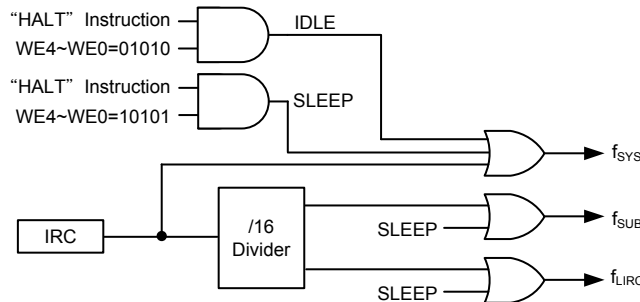 “HALT” Instruction
IDLE
WE4~WE0=01010
“HALT” Instruction
SLEEP
WE4~WE0=10101
fSYS
IRC
/16
Divider
SLEEP
fSUB
SLEEP
fLIRC